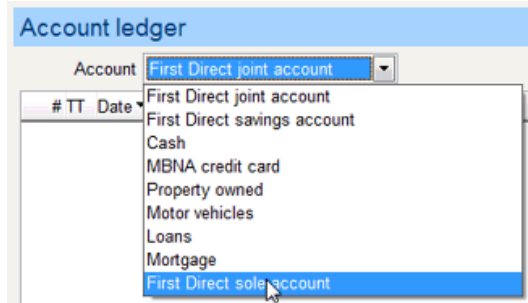 Account ledger
Account First Direct joint account
# TT Date
First Direct joint account
First Direct savings account
Cash
MBNA credit card
Property owned
Motor vehicles
Loans
Mortgage
First Direct sole account